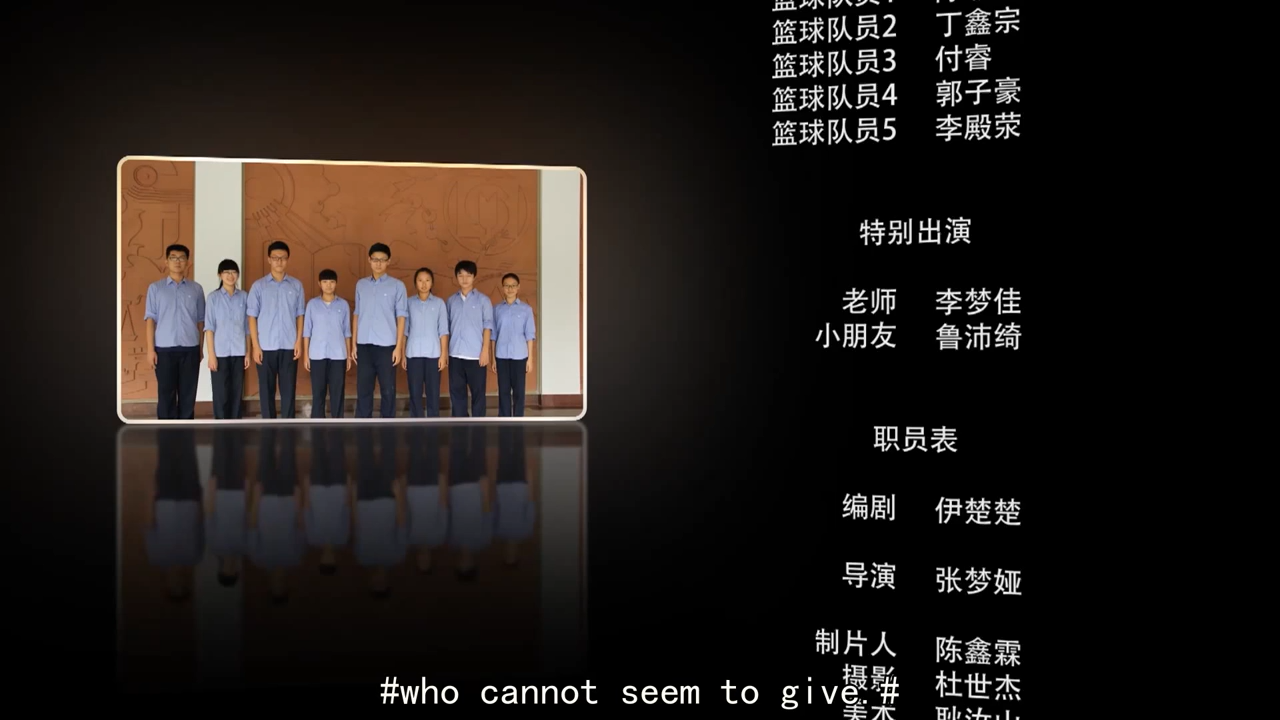 篮球队员2 丁鑫宗
篮球队员3 付睿
篮球队员4 郭子豪
篮球队员5 李殿荥
特别出演
老师 李梦佳
小朋友 鲁沛绮
职员表
编剧 伊楚楚
导演 张梦娅
制片人 陈鑫霖
摄影 杜世杰
#who cannot seem to give #